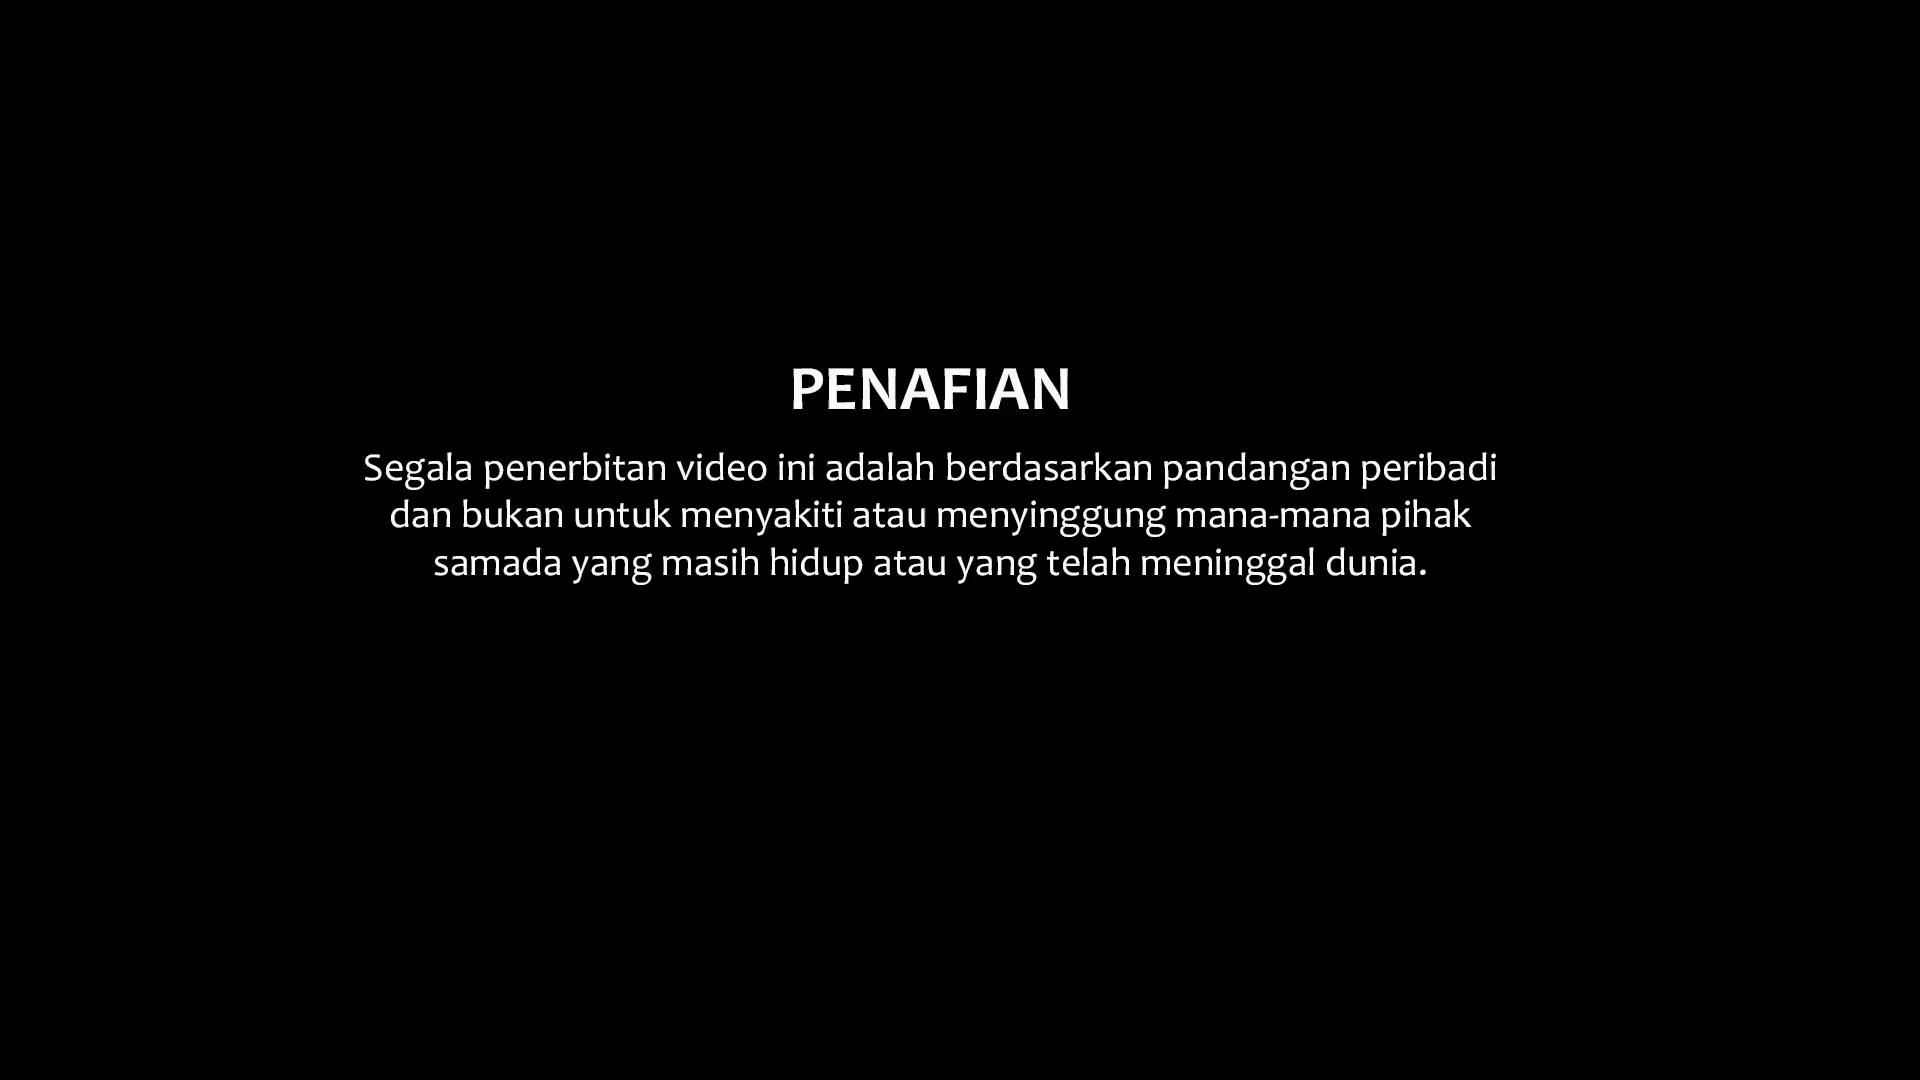 PENAFIAN
Segala penerbitan video ini adalah berdasarkan pandangan peribadi
dan bukan untuk menyakiti atau menyinggung mana-mana pihak
samada yang masih hidup atau yang telah meninggal dunia.